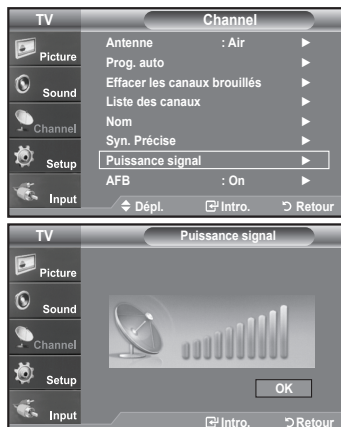 TV Channel
Picture
Sound
Channel
Setup
Input
Antenne : Air
Prog. auto
Effacer les canaux brouillés
Liste des canaux
Nom
Syn. Précise
Puissance signal
AFB : On
Dépl. Intro. Retour
TV Puissance signal
Picture
Sound
Channel
Setup
Input
OK
Intro. Retour